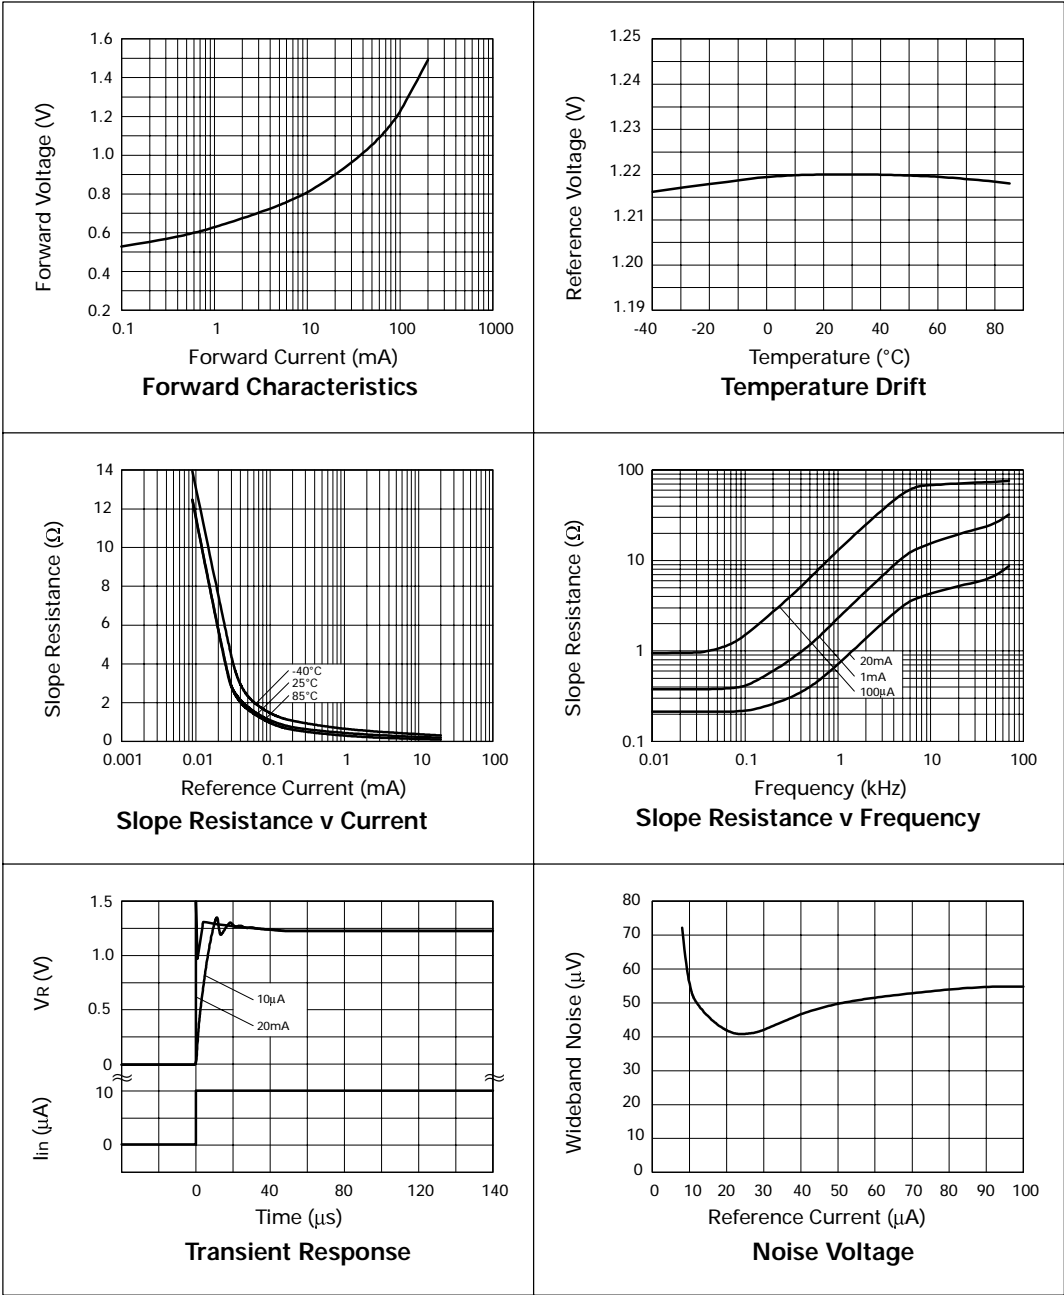 Forward Voltage (V)
1.6
1.4
1.2
1.0
0.8
0.6
0.4
0.2
0.1 1 10 100 1000
Forward Current (mA)
Forward Characteristics
Reference Voltage (V)
1.25
1.24
1.23
1.22
1.21
1.20
1.19
-40 -20 0 20 40 60 80
Temperature (°C)
Temperature Drift
Slope Resistance (Ω)
14
12
10
8
6
4
2
0
-40°C
25°C
85°C
0.001 0.01 0.1 1 10 100
Reference Current (mA)
Slope Resistance v Current
Slope Resistance (Ω)
100
10
1
0.1
20mA
1mA
100µA
0.01 0.1 1 10 100
Frequency (kHz)
Slope Resistance v Frequency
VR (V)
1.5
1.0
0.5
0
10µA
20mA
Iin (µA)
10
0
0 40 80 120 140
Time (µs)
Transient Response
Wideband Noise (µV)
80
70
60
50
40
30
20
10
0
0 10 20 30 40 50 60 70 80 90 100
Reference Current (µA)
Noise Voltage